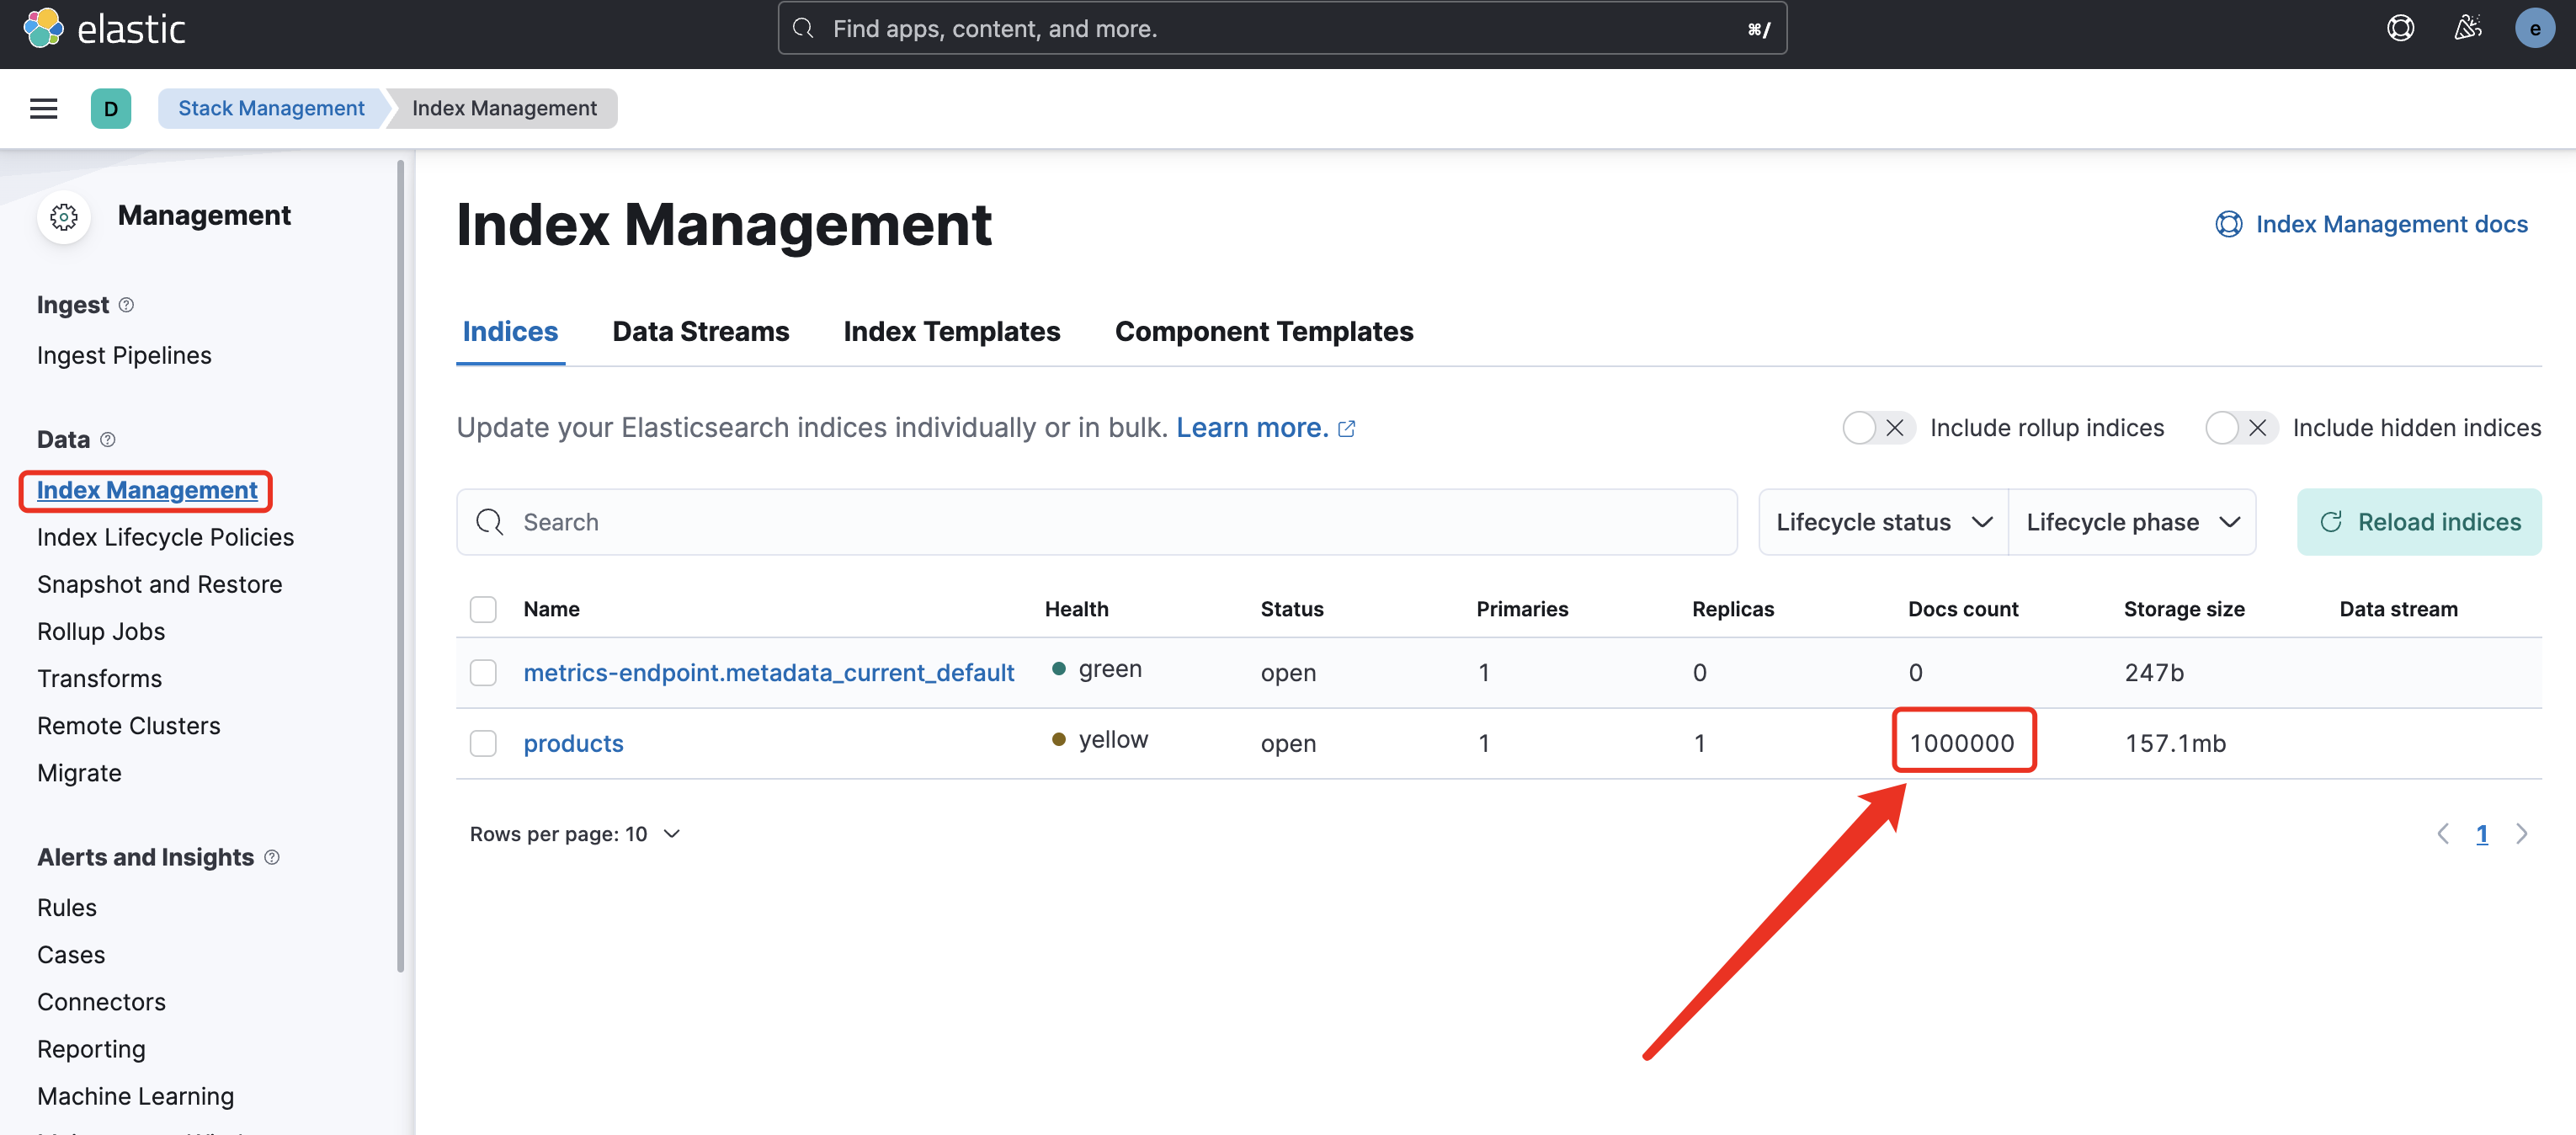 elastic
Find apps, content, and more.
⌘/
e
D
Stack Management
Index Management
Management
Ingest
Ingest Pipelines
Data
Index Management
Index Lifecycle Policies
Snapshot and Restore
Rollup Jobs
Transforms
Remote Clusters
Migrate
Alerts and Insights
Rules
Cases
Connectors
Reporting
Machine Learning
Index Management
Index Management docs
Indices Data Streams Index Templates Component Templates
Update your Elasticsearch indices individually or in bulk. Learn more.
Include rollup indices
Include hidden indices
Search
Lifecycle status
Lifecycle phase
Reload indices
Name Health Status Primaries Replicas Docs count Storage size Data stream
metrics-endpoint.metadata_current_default green open 1 0 0 247b
products yellow open 1 1 1000000 157.1mb
Rows per page: 10
1